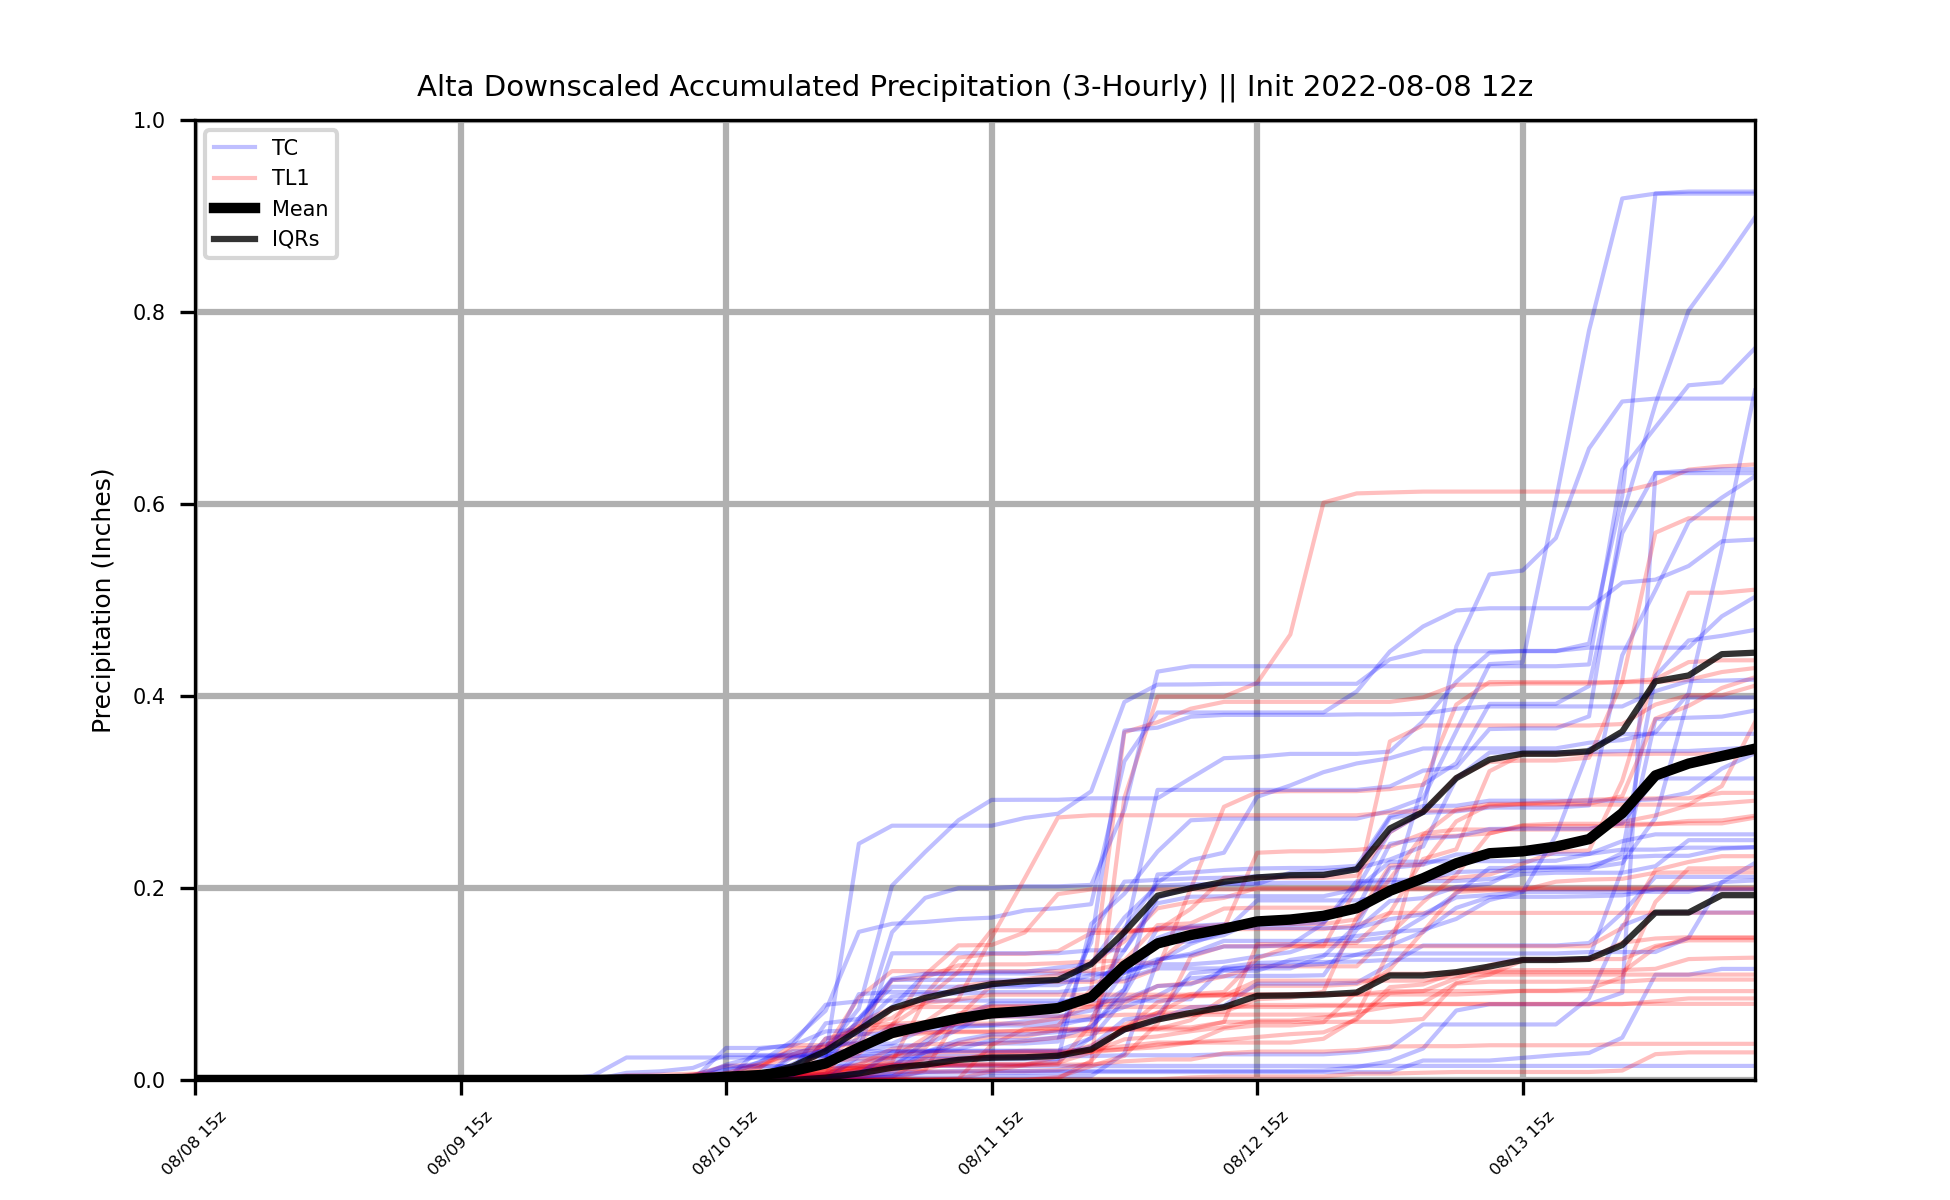 Alta Downscaled Accumulated Precipitation (3-Hourly) || Init 2022-08-08 12z
1.0
0.8
0.6
0.4
0.2
0.0
Precipitation (Inches)
TC
TL1
Mean
IQRs
08/08 15z
08/09 15z
08/10 15z
08/11 15z
08/12 15z
08/13 15z